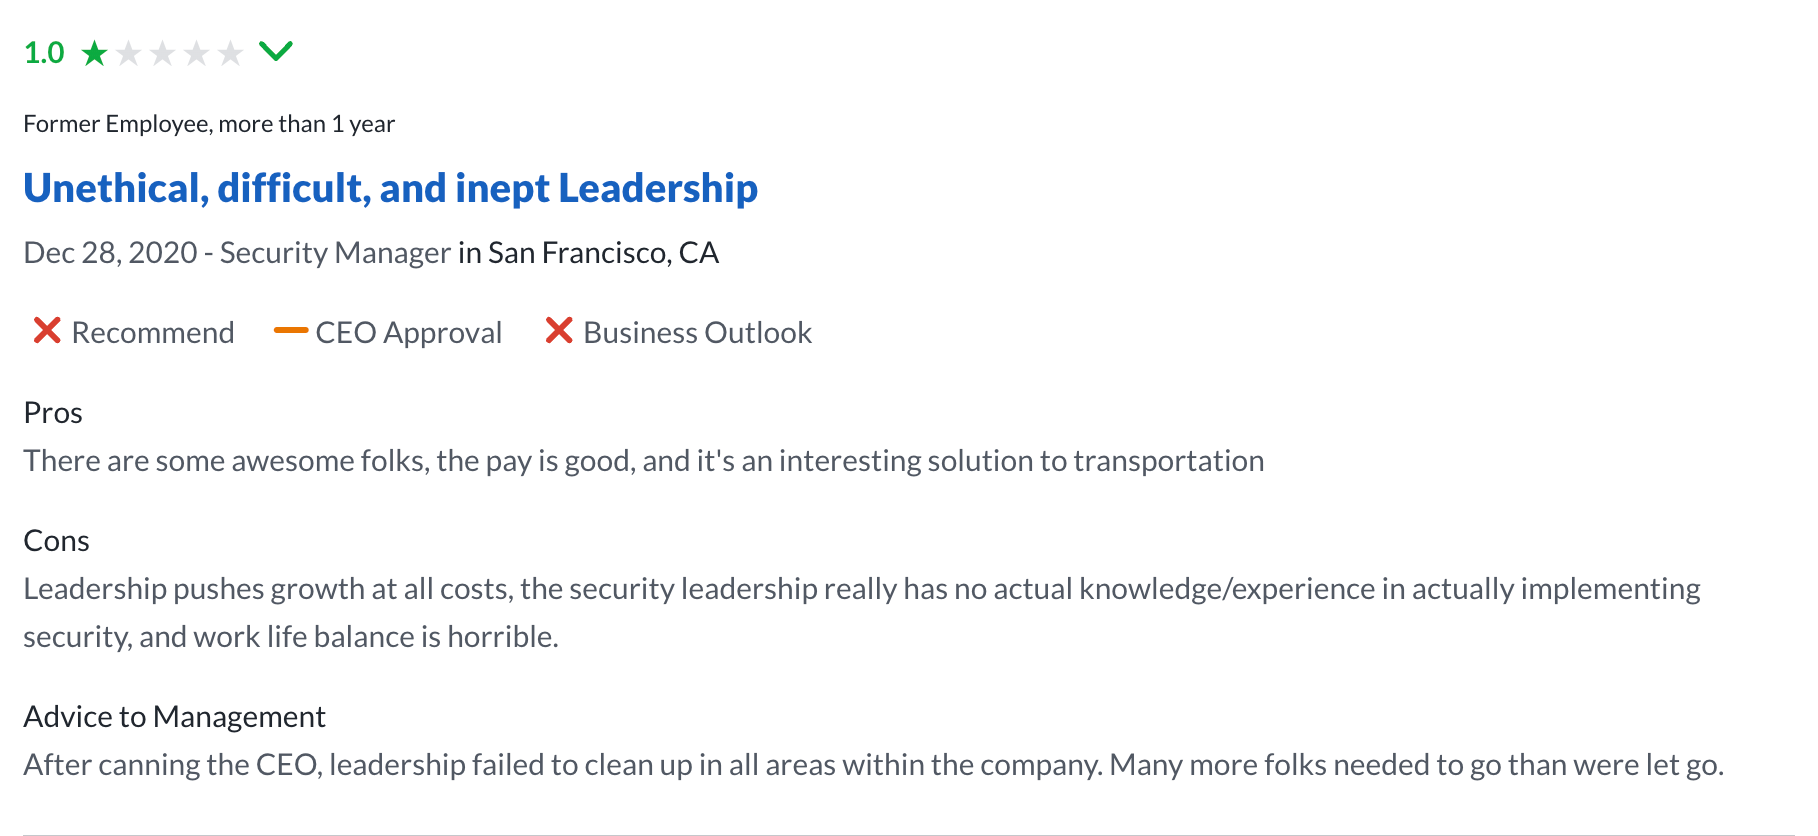 1.0
Former Employee, more than 1 year
Unethical, difficult, and inept Leadership
Dec 28, 2020 - Security Manager in San Francisco, CA
Recommend CEO Approval Business Outlook
Pros
There are some awesome folks, the pay is good, and it's an interesting solution to transportation
Cons
Leadership pushes growth at all costs, the security leadership really has no actual knowledge/experience in actually implementing
security, and work life balance is horrible.
Advice to Management
After canning the CEO, leadership failed to clean up in all areas within the company. Many more folks needed to go than were let go.